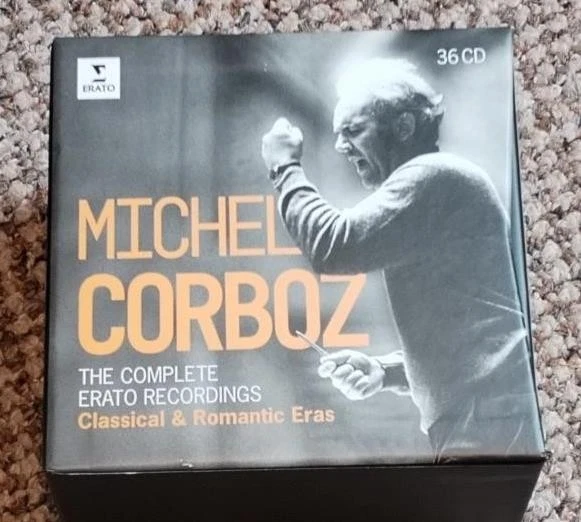 ERATO
36 CD
MICHEL
CORBOZ
THE COMPLETE
ERATO RECORDINGS
Classical & Romantic Eras